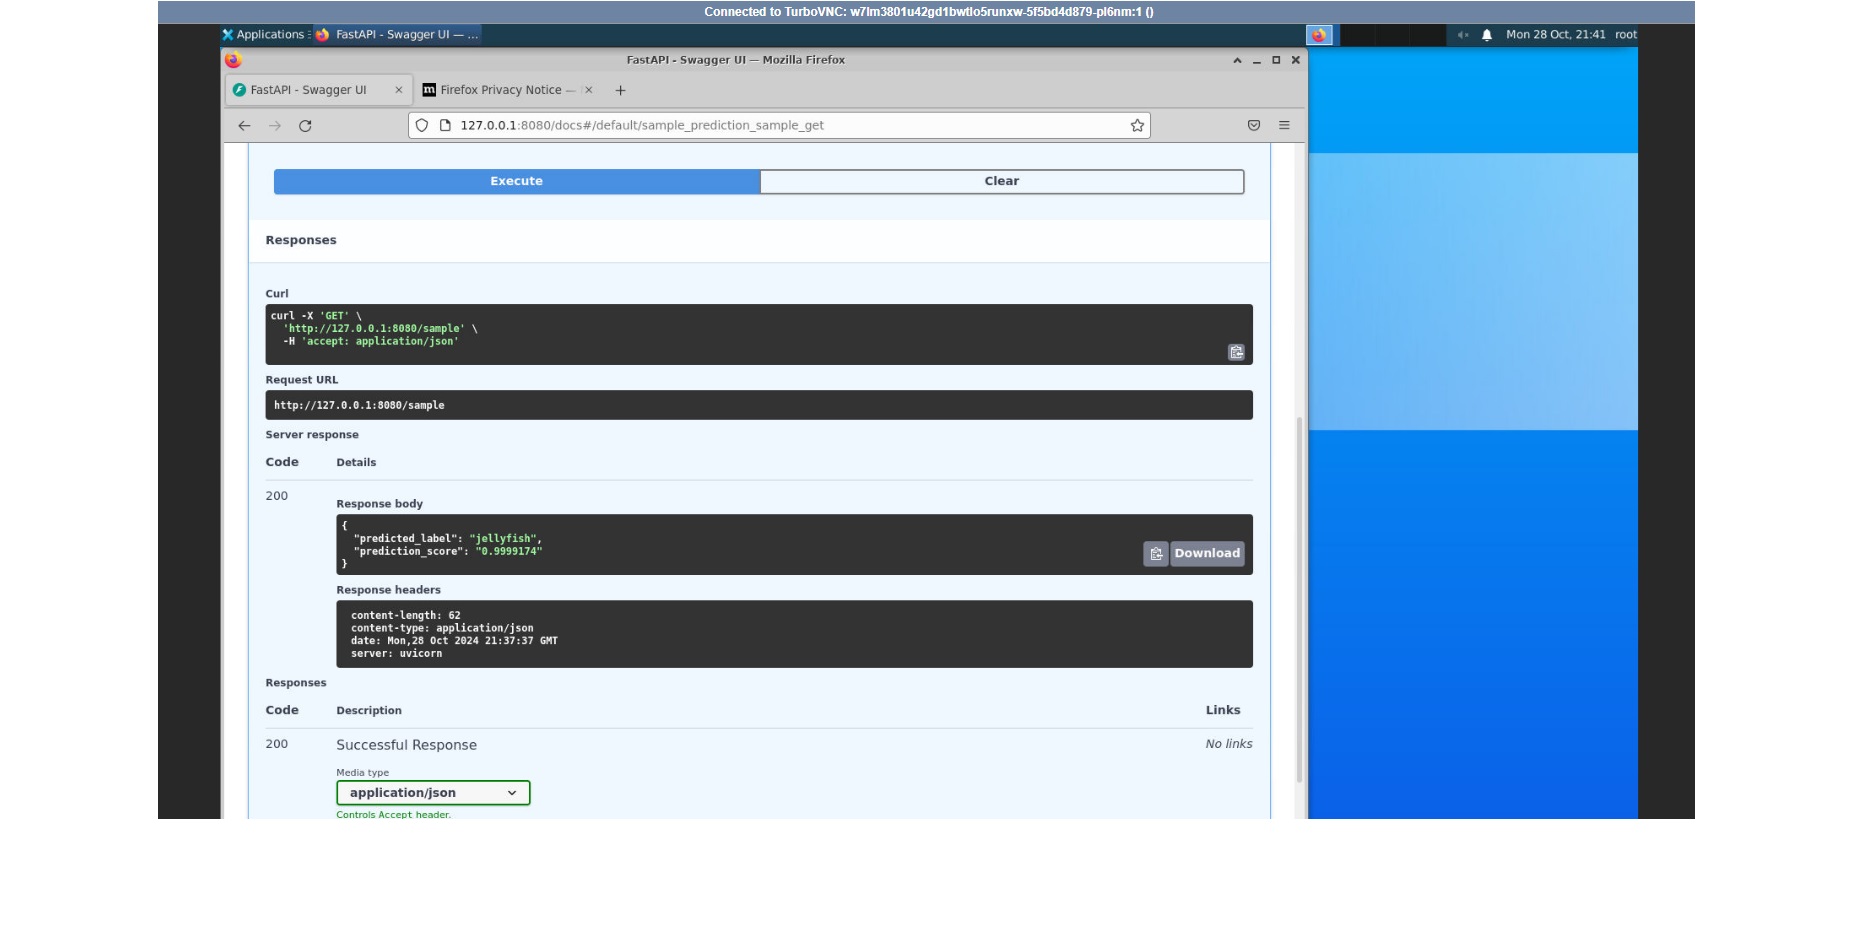 Connected to TurboVNC: w7lm3801u42gd1bwtlo5runxw-5f5bd4d879-pl6nm:1 ()
Applications FastAPI - Swagger UI — ... Mon 28 Oct, 21:41 root
FastAPI - Swagger UI — Mozilla Firefox
FastAPI - Swagger UI Firefox Privacy Notice —
127.0.0.1:8080/docs#/default/sample_prediction_sample_get
Execute Clear
Responses
Curl
curl -X 'GET' \
'http://127.0.0.1:8080/sample' \
-H 'accept: application/json'
Request URL
http://127.0.0.1:8080/sample
Server response
Code Details
200
Response body
{
"predicted_label": "jellyfish",
"prediction_score": "0.9999174"
}
Download
Response headers
content-length: 62
content-type: application/json
date: Mon,28 Oct 2024 21:37:37 GMT
server: uvicorn
Responses
Code Description Links
200 Successful Response No links
Media type
application/json
Controls Accept header.